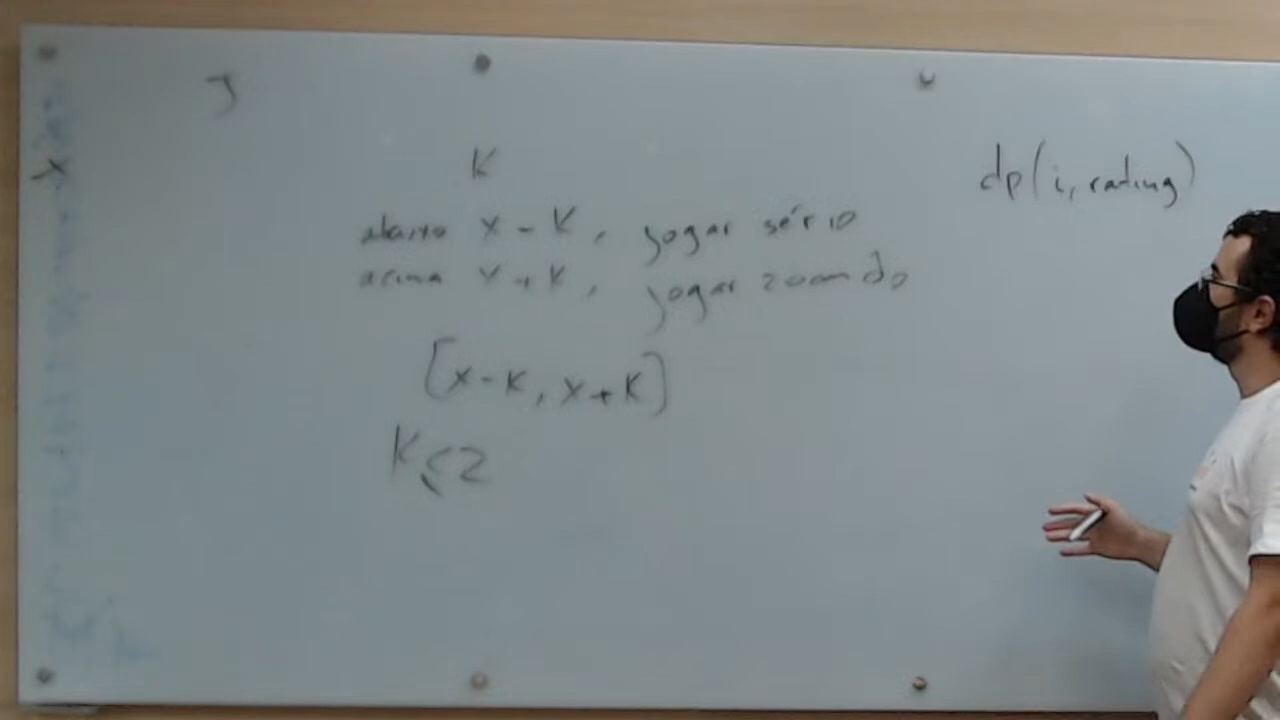 J
X
K
abaixo X - K, jogar sério
acima X + K, jogar zoando
[X-K, X+K]
K ≤ 2
dp(i, rating)